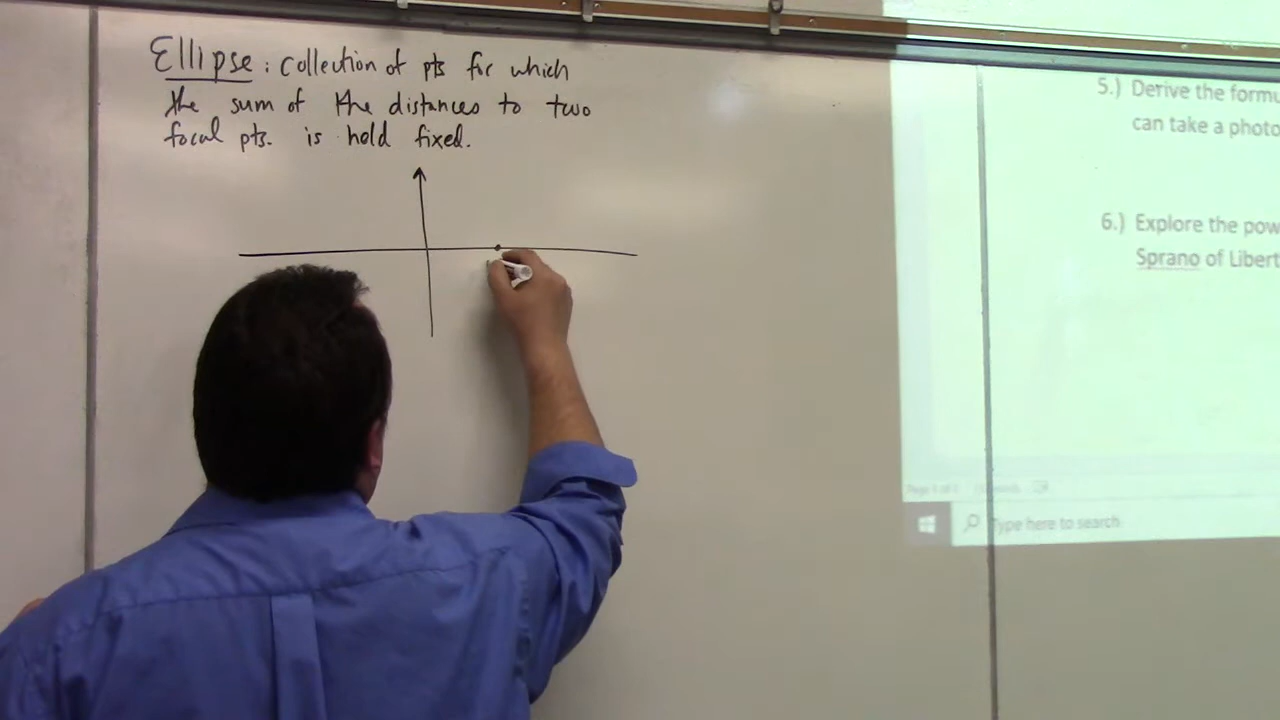 Ellipse: collection of pts for which
the sum of the distances to two
focal pts. is held fixed.
5.) Derive the formu
can take a photo
6.) Explore the pow
Sprano of Libert
Type here to search